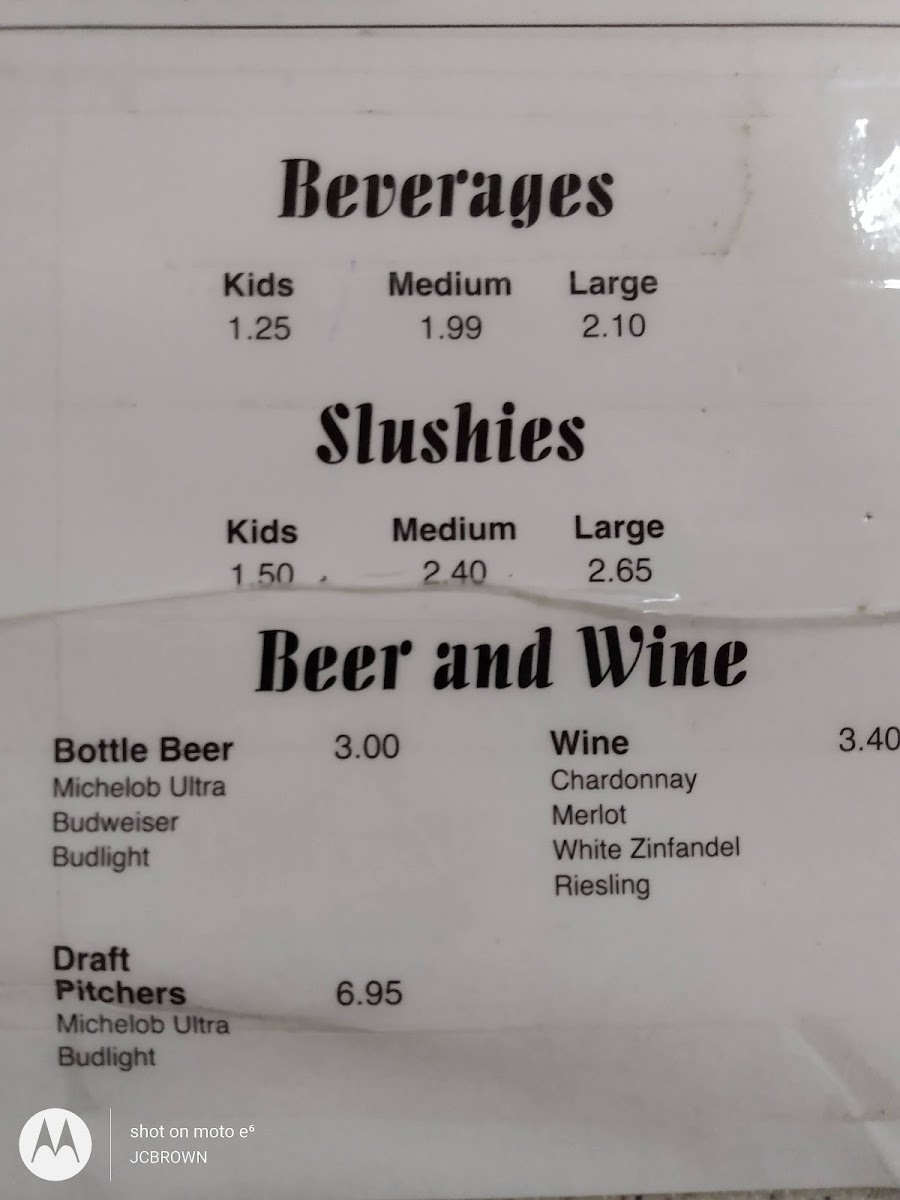 Beverages
Kids Medium Large
1.25 1.99 2.10
Slushies
Kids Medium Large
1.50 2.40 2.65
Beer and Wine
Bottle Beer 3.00
Michelob Ultra
Budweiser
Budlight
Wine 3.40
Chardonnay
Merlot
White Zinfandel
Riesling
Draft
Pitchers 6.95
Michelob Ultra
Budlight
shot on moto e⁶
JCBROWN